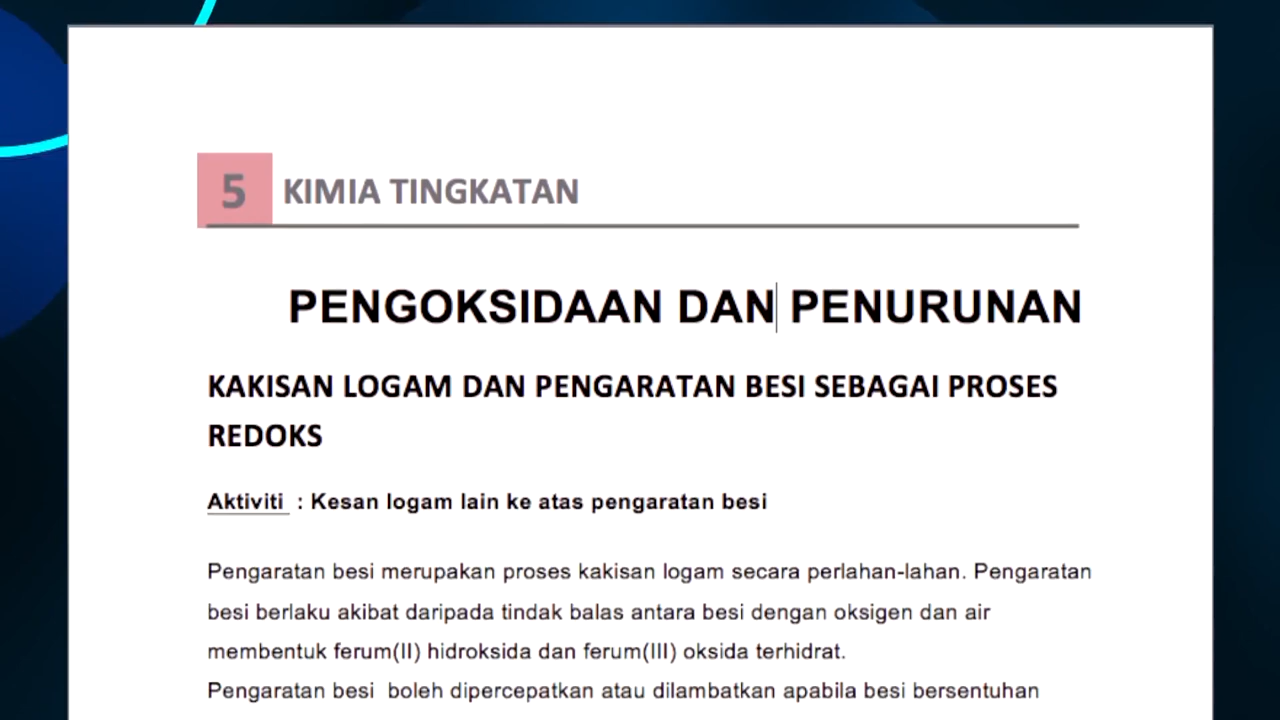 5 KIMIA TINGKATAN
PENGOKSIDAAN DAN PENURUNAN
KAKISAN LOGAM DAN PENGARATAN BESI SEBAGAI PROSES
REDOKS
Aktiviti : Kesan logam lain ke atas pengaratan besi
Pengaratan besi merupakan proses kakisan logam secara perlahan-lahan. Pengaratan
besi berlaku akibat daripada tindak balas antara besi dengan oksigen dan air
membentuk ferum(II) hidroksida dan ferum(III) oksida terhidrat.
Pengaratan besi boleh dipercepatkan atau dilambatkan apabila besi bersentuhan